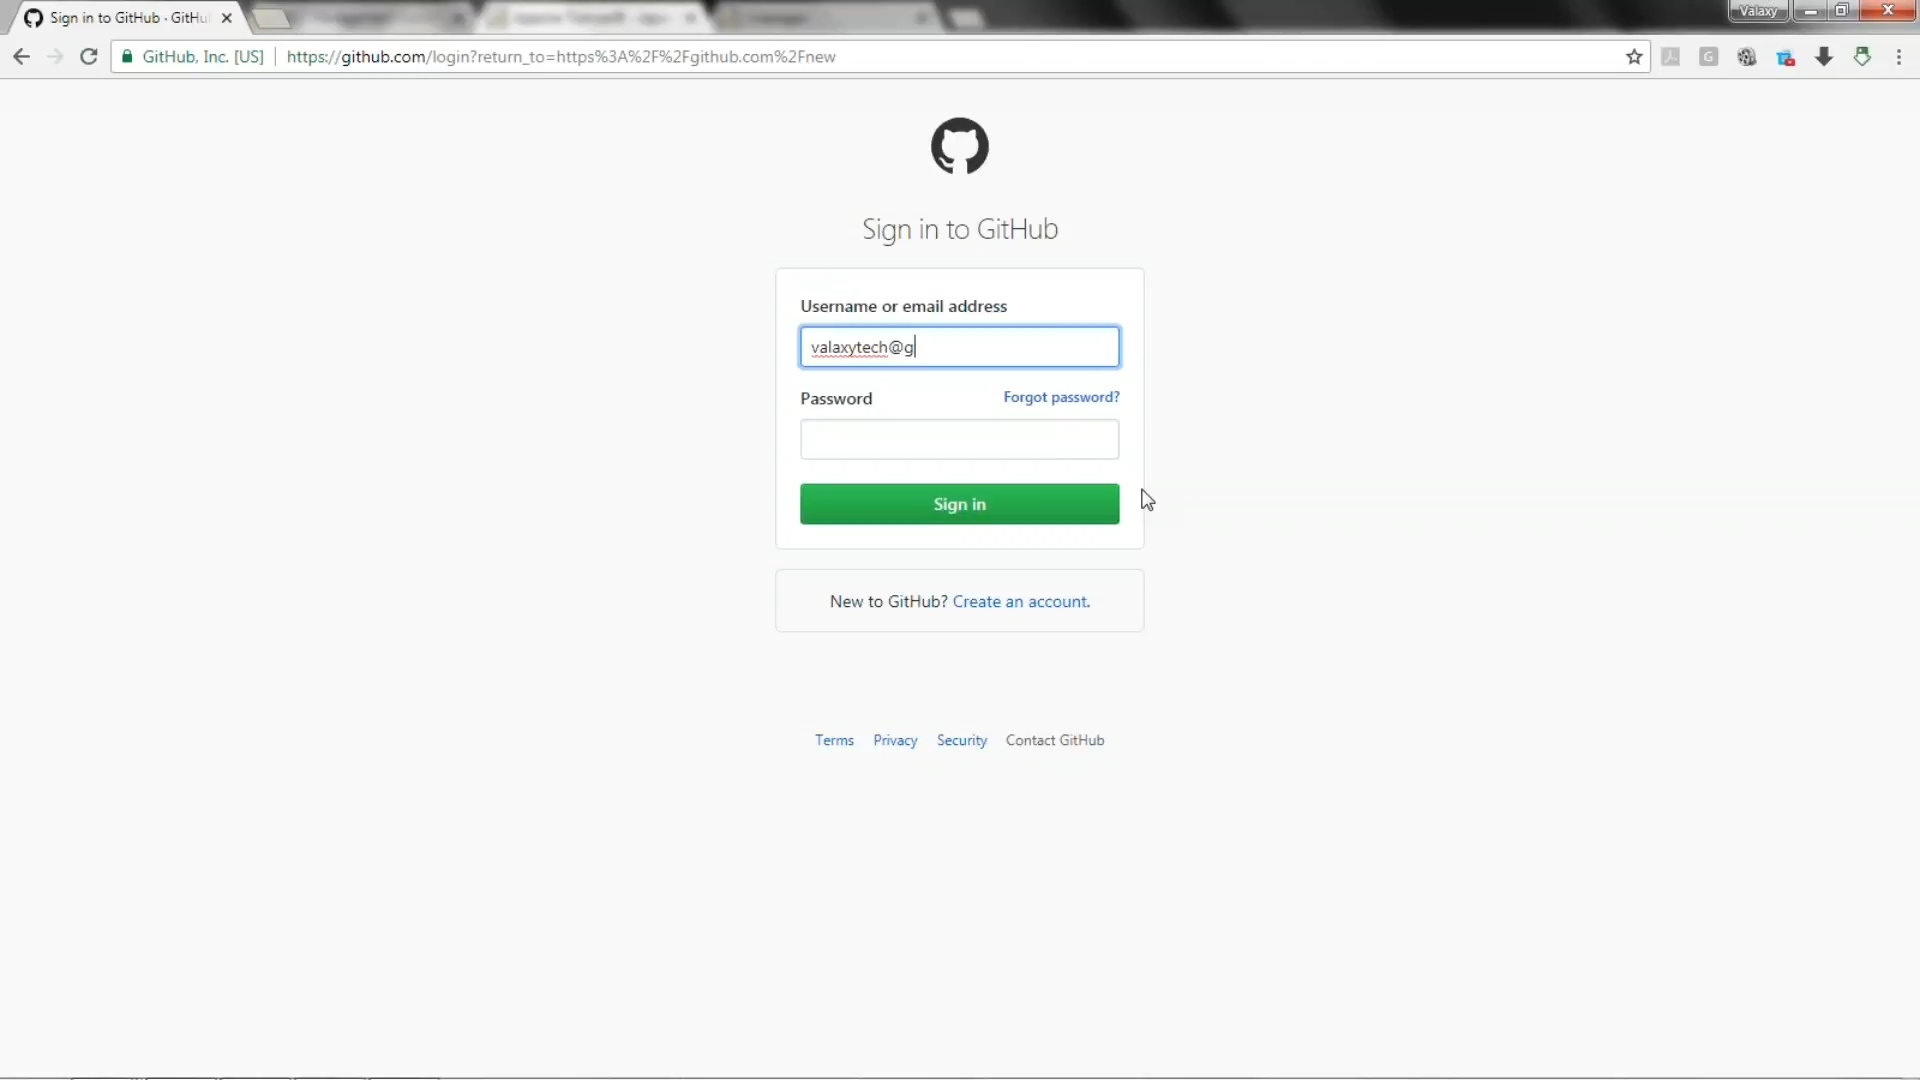 Sign in to GitHub · GitHu
Valaxy
GitHub, Inc. [US]
https://github.com/login?return_to=https%3A%2F%2Fgithub.com%2Fnew
Sign in to GitHub
Username or email address
valaxytech@g
Password
Forgot password?
Sign in
New to GitHub? Create an account.
Terms Privacy Security Contact GitHub